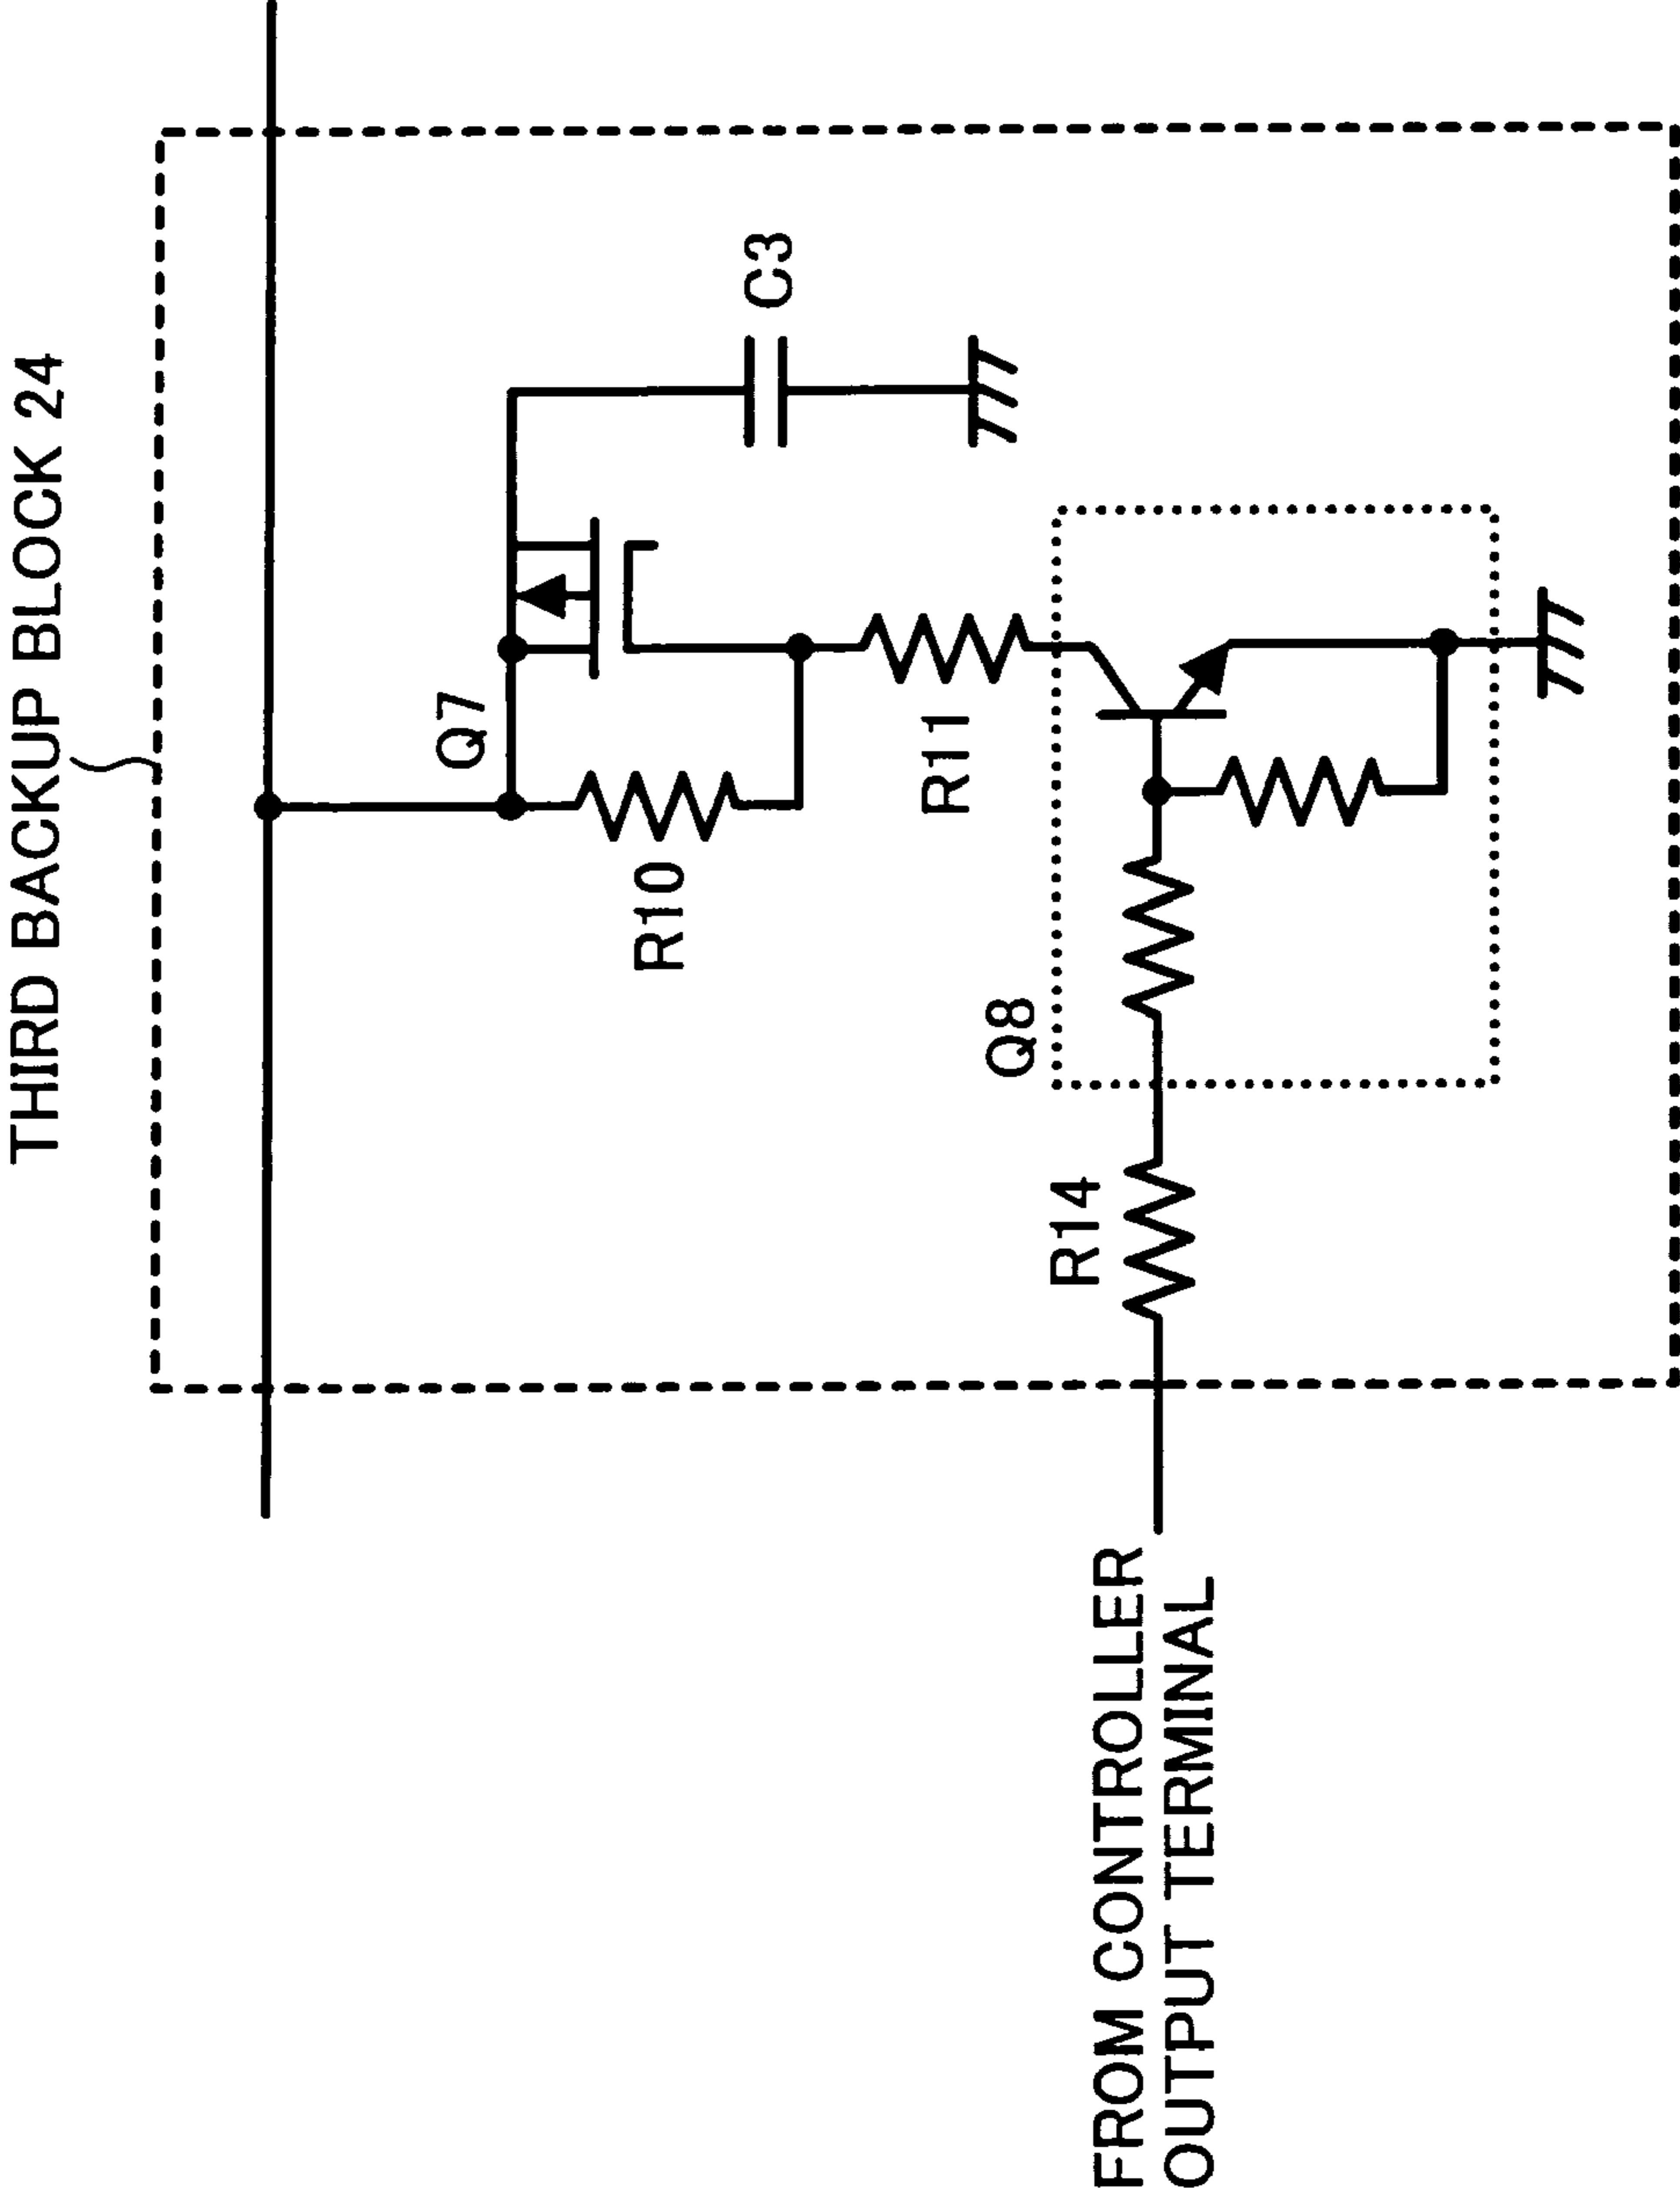 THIRD BACKUP BLOCK 24
Q7
C3
R10
R11
Q8
R14
FROM CONTROLLER
OUTPUT TERMINAL